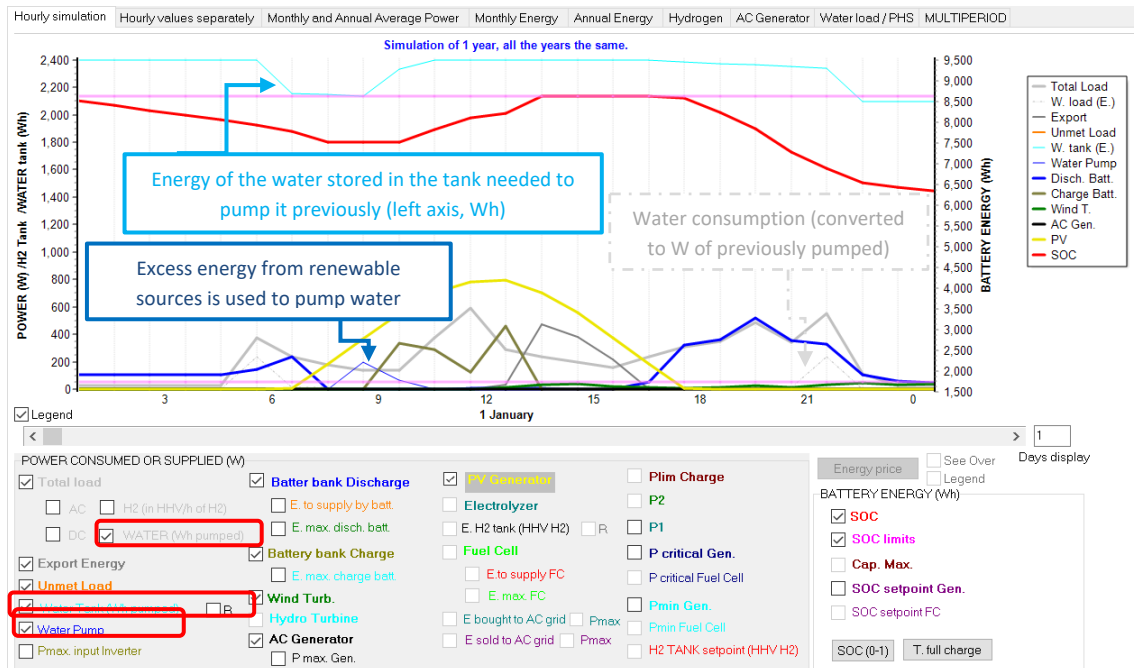 Hourly simulation Hourly values separately Monthly and Annual Average Power Monthly Energy Annual Energy Hydrogen AC Generator Water load / PHS MULTIPERIOD
Simulation of 1 year, all the years the same.
POWER (W) /H2 Tank /WATER tank (Wh)
2,400
2,200
2,000
1,800
1,600
1,400
1,200
1,000
800
600
400
200
0
Energy of the water stored in the tank needed to
pump it previously (left axis, Wh)
Excess energy from renewable
sources is used to pump water
Water consumption (converted
to W of previously pumped)
9,500
9,000
8,500
8,000
7,500
7,000
6,500
6,000
5,500
5,000
4,500
4,000
3,500
3,000
2,500
2,000
1,500
BATTERY ENERGY (Wh)
3 6 9 12 15 18 21 0
1 January
Total Load
W. load (E.)
Export
Unmet Load
W. tank (E.)
Water Pump
Disch. Batt.
Charge Batt.
Wind T.
AC Gen.
PV
SOC
Legend
< > 1
Days display
POWER CONSUMED OR SUPPLIED (W)
Total load
AC H2 (in HHV/h of H2)
DC WATER (Wh pumped)
Export Energy
Unmet Load
Water Tank (Wh pumped) R
Water Pump
Pmax. input Inverter
Batter bank Discharge
E. to supply by batt.
E. max. disch. batt.
Battery bank Charge
E. max. charge batt.
Wind Turb.
Hydro Turbine
AC Generator
P max. Gen.
PV Generator
Electrolyzer
E. H2 tank (HHV H2) R
Fuel Cell
E.to supply FC
E. max. FC
E bought to AC grid Pmax
E sold to AC grid Pmax
Plim Charge
P2
P1
P critical Gen.
P critical Fuel Cell
Pmin Gen.
Pmin Fuel Cell
H2 TANK setpoint (HHV H2)
Energy price See Over
Legend
BATTERY ENERGY (Wh)
SOC
SOC limits
Cap. Max.
SOC setpoint Gen.
SOC setpoint FC
SOC (0-1) T. full charge